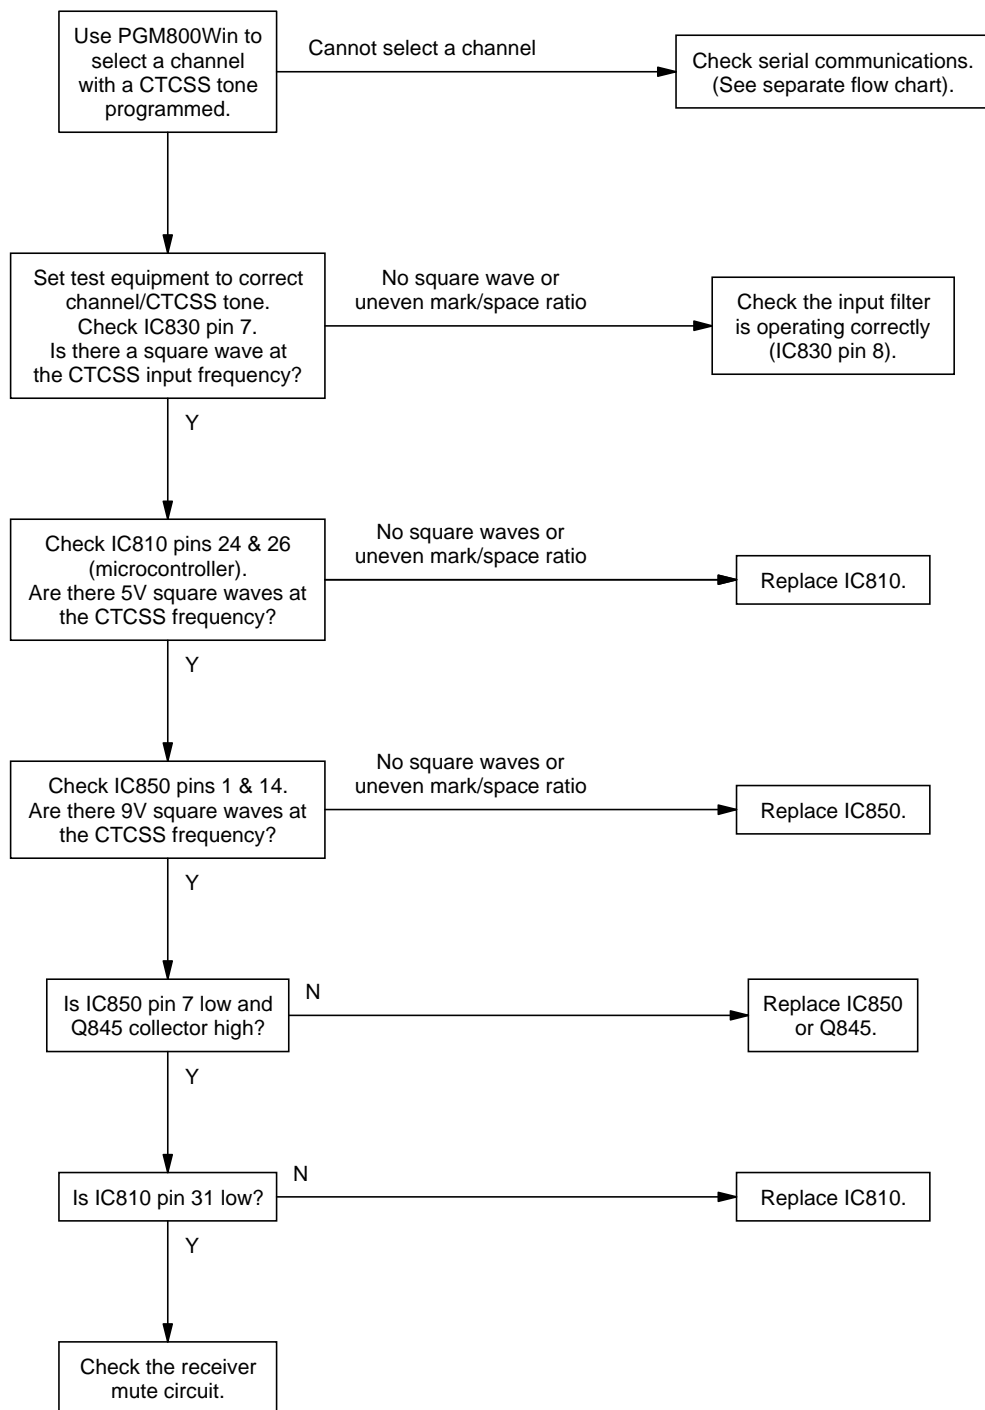 Use PGM800Win to
select a channel
with a CTCSS tone
programmed.
Cannot select a channel
Check serial communications.
(See separate flow chart).
Set test equipment to correct
channel/CTCSS tone.
Check IC830 pin 7.
Is there a square wave at
the CTCSS input frequency?
No square wave or
uneven mark/space ratio
Check the input filter
is operating correctly
(IC830 pin 8).
Y
Check IC810 pins 24 & 26
(microcontroller).
Are there 5V square waves at
the CTCSS frequency?
No square waves or
uneven mark/space ratio
Replace IC810.
Y
Check IC850 pins 1 & 14.
Are there 9V square waves at
the CTCSS frequency?
No square waves or
uneven mark/space ratio
Replace IC850.
Y
Is IC850 pin 7 low and
Q845 collector high?
N
Replace IC850
or Q845.
Y
Is IC810 pin 31 low?
N
Replace IC810.
Y
Check the receiver
mute circuit.